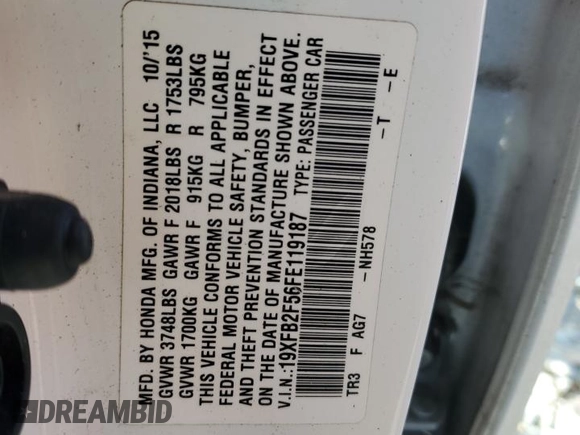 MFD. BY HONDA MFG. OF INDIANA, LLC 10/'15
GVWR 3748LBS GAWR F 2018LBS R 1753LBS
GVWR 1700KG GAWR F 915KG R 795KG
THIS VEHICLE CONFORMS TO ALL APPLICABLE
FEDERAL MOTOR VEHICLE SAFETY, BUMPER,
AND THEFT PREVENTION STANDARDS IN EFFECT
ON THE DATE OF MANUFACTURE SHOWN ABOVE.
V.I.N.:19XFB2F56FE119187 TYPE: PASSENGER CAR
TR3 F AG7 -NH578 -T -E
DREAMBID